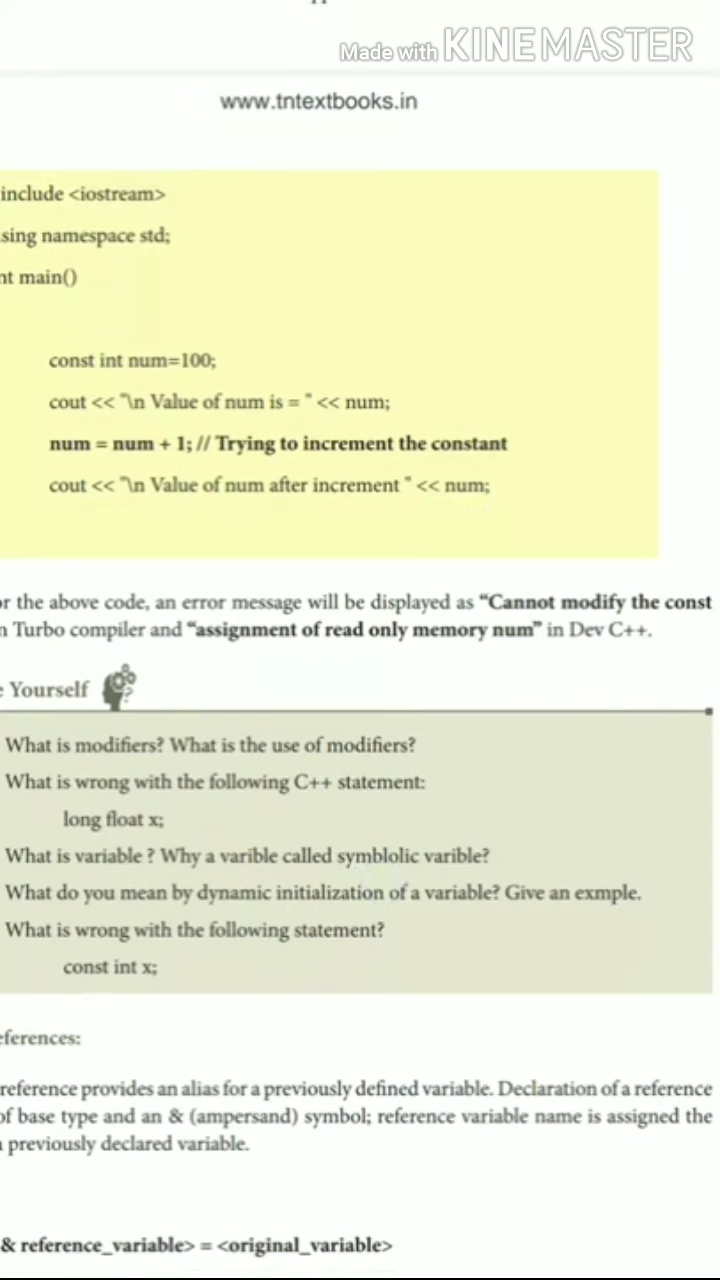 Made with KINEMASTER
www.tntextbooks.in
include <iostream>
sing namespace std;
nt main()
const int num=100;
cout << "\n Value of num is = " << num;
num = num + 1; // Trying to increment the constant
cout << "\n Value of num after increment " << num;
or the above code, an error message will be displayed as “Cannot modify the const
n Turbo compiler and “assignment of read only memory num” in Dev C++.
e Yourself
What is modifiers? What is the use of modifiers?
What is wrong with the following C++ statement:
long float x;
What is variable ? Why a varible called symblolic varible?
What do you mean by dynamic initialization of a variable? Give an exmple.
What is wrong with the following statement?
const int x;
eferences:
reference provides an alias for a previously defined variable. Declaration of a reference
of base type and an & (ampersand) symbol; reference variable name is assigned the
previously declared variable.
& reference_variable> = <original_variable>